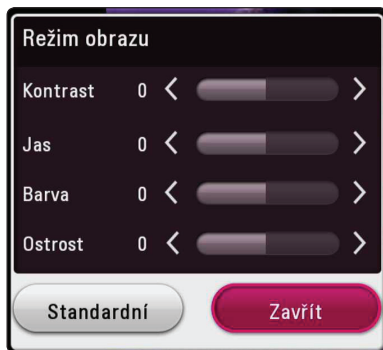 Režim obrazu
Kontrast 0
Jas 0
Barva 0
Ostrost 0
Standardní Zavřít